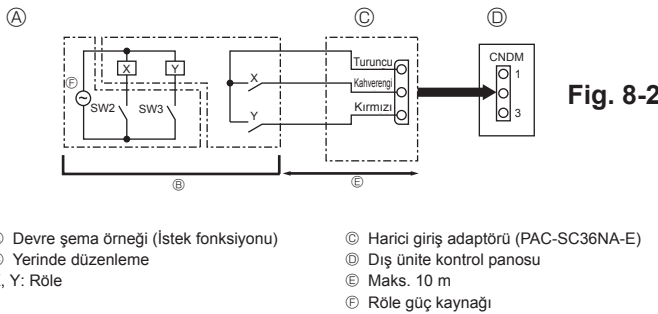 Ⓐ Ⓒ Ⓓ
CNDM
Turuncu
1
Ⓕ X Y X Kahverengi
SW2 SW3
Y Kırmızı
3
Fig. 8-2
Ⓑ Ⓔ
Devre şema örneği (İstek fonksiyonu)
Yerinde düzenleme
, Y: Röle
Ⓒ Harici giriş adaptörü (PAC-SC36NA-E)
Ⓓ Dış ünite kontrol panosu
Ⓔ Maks. 10 m
Ⓕ Röle güç kaynağı